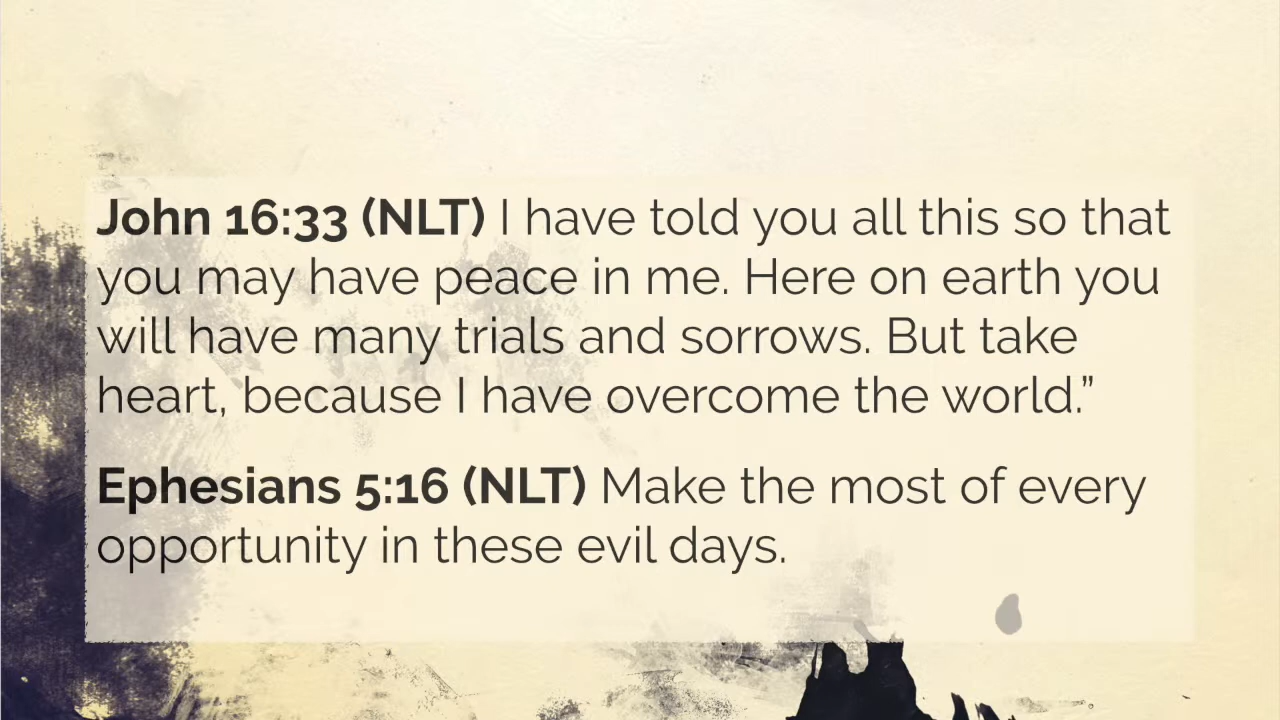 John 16:33 (NLT) I have told you all this so that
you may have peace in me. Here on earth you
will have many trials and sorrows. But take
heart, because I have overcome the world.”
Ephesians 5:16 (NLT) Make the most of every
opportunity in these evil days.